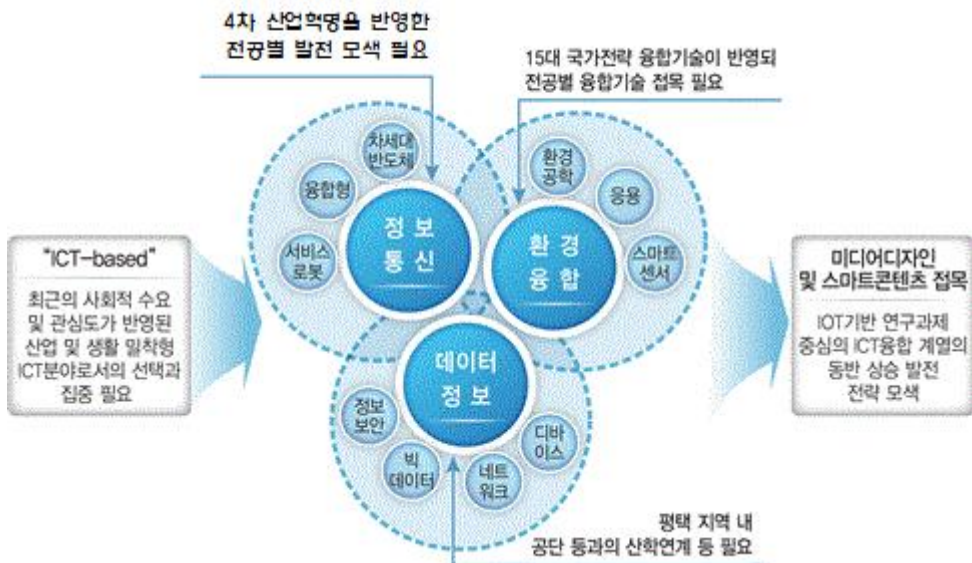 4차 산업혁명을 반영한
전공별 발전 모색 필요
15대 국가전략 융합기술이 반영되
전공별 융합기술 접목 필요
차세대
반도체
융합형
서비스
로봇
정 보
통 신
환경
공학
응용
스마트
센서
환 경
융 합
"ICT-based"
최근의 사회적 수요
및 관심도가 반영된
산업 및 생활 밀착형
ICT분야로서의 선택과
집중 필요
데이터
정 보
정보
보안
빅
데이터
네트
워크
디바
이스
미디어디자인
및 스마트콘텐츠 접목
IOT기반 연구과제
중심의 ICT융합 계열의
동반 상승 발전
전략 모색
평택 지역 내
공단 등과의 산학연계 등 필요